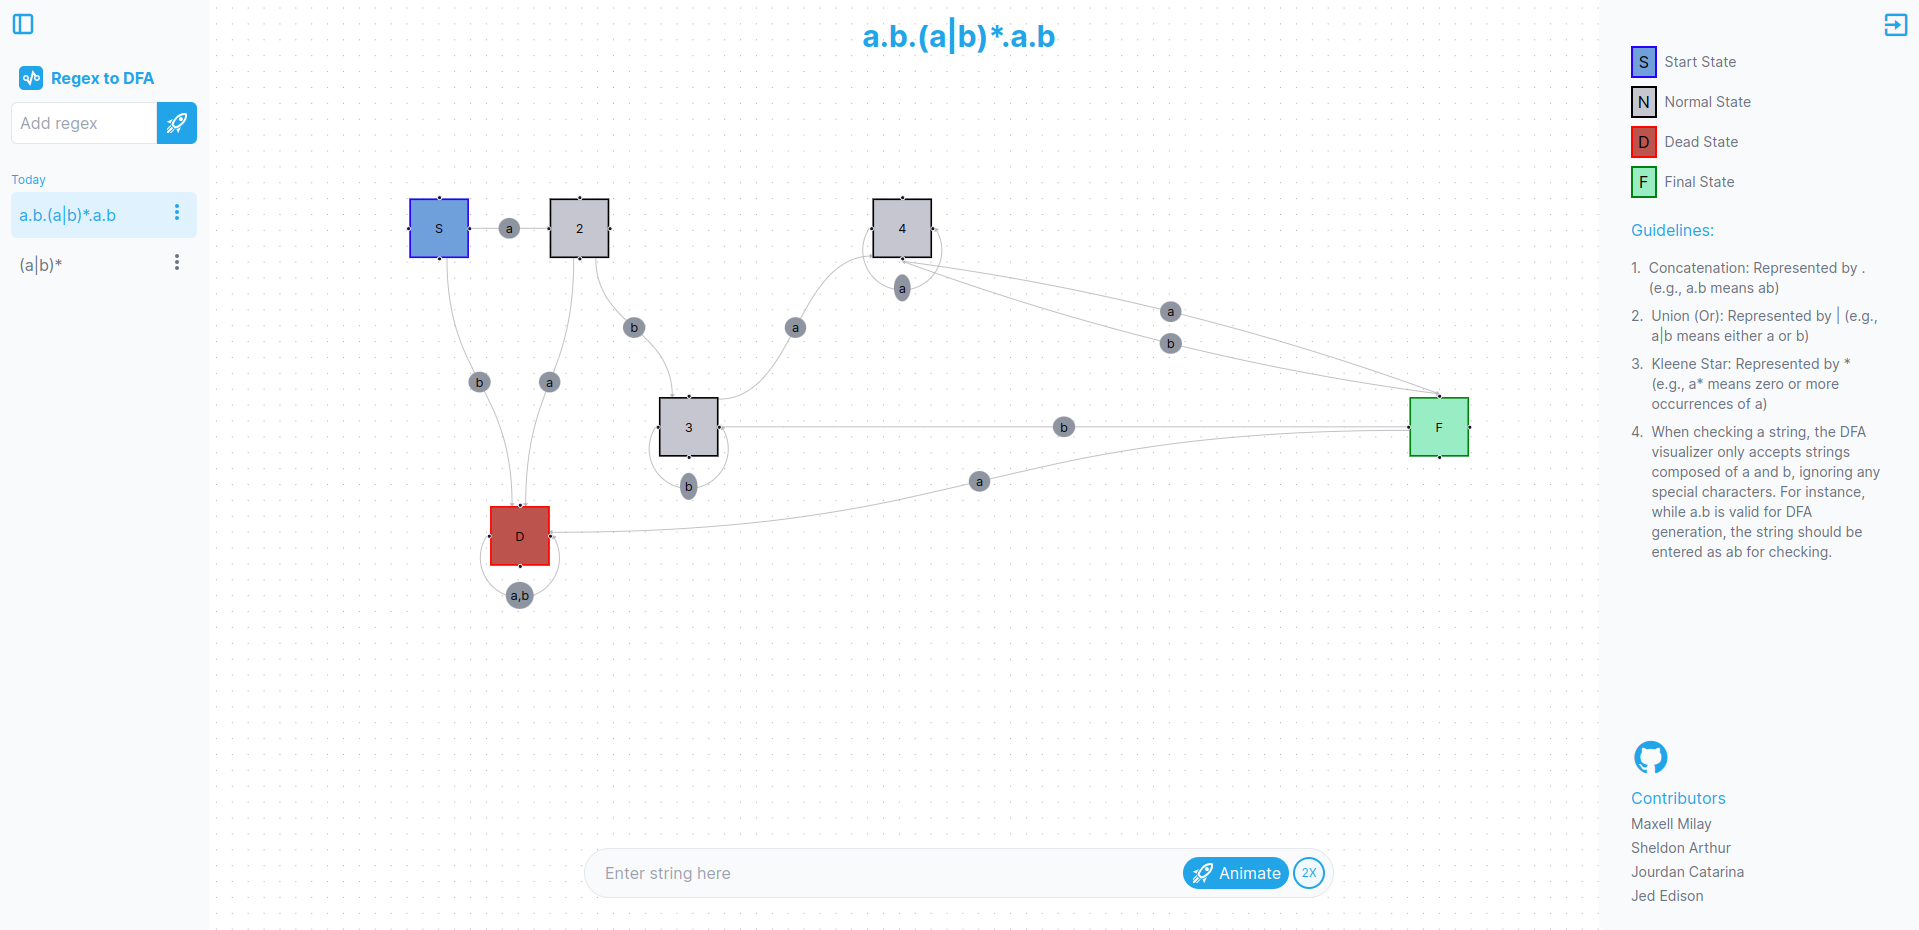 a.b.(a|b)*.a.b
Regex to DFA
Add regex
Today
a.b.(a|b)*.a.b
(a|b)*
S
a
2
4
a
b
a
a
b
b
a
3
b
F
b
a
D
a,b
Enter string here
Animate
2X
S Start State
N Normal State
D Dead State
F Final State
Guidelines:
1. Concatenation: Represented by .
(e.g., a.b means ab)
2. Union (Or): Represented by | (e.g.,
a|b means either a or b)
3. Kleene Star: Represented by *
(e.g., a* means zero or more
occurrences of a)
4. When checking a string, the DFA
visualizer only accepts strings
composed of a and b, ignoring any
special characters. For instance,
while a.b is valid for DFA
generation, the string should be
entered as ab for checking.
Contributors
Maxell Milay
Sheldon Arthur
Jourdan Catarina
Jed Edison